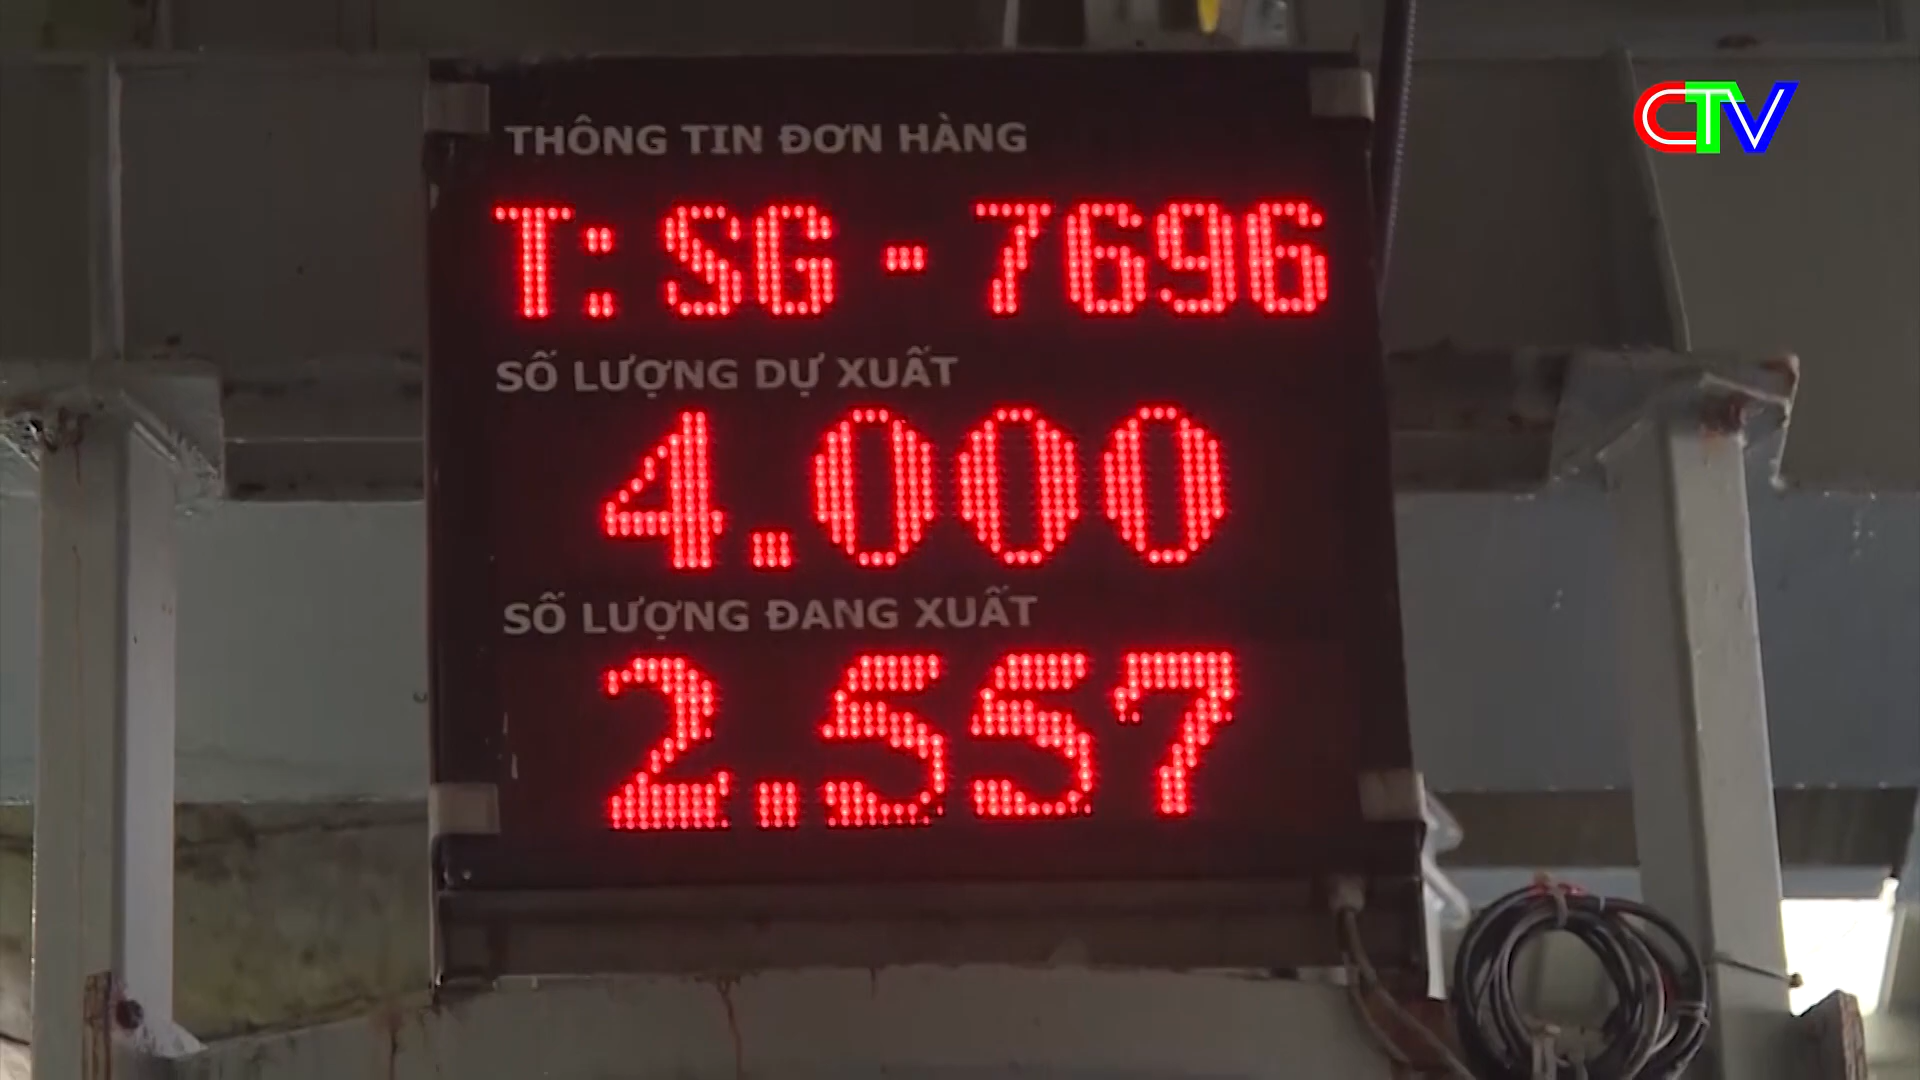 CTV
THÔNG TIN ĐƠN HÀNG
T: SG - 7696
SỐ LƯỢNG DỰ XUẤT
4.000
SỐ LƯỢNG ĐANG XUẤT
2.557